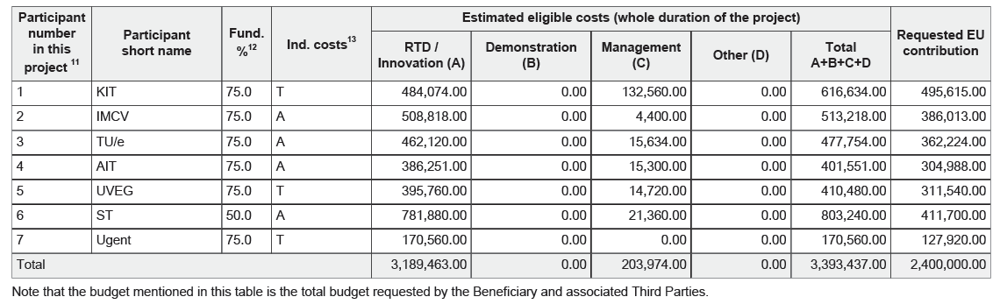 Participant number in this project 11 | Participant short name | Fund. %12 | Ind. costs13 | Estimated eligible costs (whole duration of the project) | Requested EU contribution
RTD / Innovation (A) | Demonstration (B) | Management (C) | Other (D) | Total A+B+C+D
1 | KIT | 75.0 | T | 484,074.00 | 0.00 | 132,560.00 | 0.00 | 616,634.00 | 495,615.00
2 | IMCV | 75.0 | A | 508,818.00 | 0.00 | 4,400.00 | 0.00 | 513,218.00 | 386,013.00
3 | TU/e | 75.0 | A | 462,120.00 | 0.00 | 15,634.00 | 0.00 | 477,754.00 | 362,224.00
4 | AIT | 75.0 | A | 386,251.00 | 0.00 | 15,300.00 | 0.00 | 401,551.00 | 304,988.00
5 | UVEG | 75.0 | T | 395,760.00 | 0.00 | 14,720.00 | 0.00 | 410,480.00 | 311,540.00
6 | ST | 50.0 | A | 781,880.00 | 0.00 | 21,360.00 | 0.00 | 803,240.00 | 411,700.00
7 | Ugent | 75.0 | T | 170,560.00 | 0.00 | 0.00 | 0.00 | 170,560.00 | 127,920.00
Total | 3,189,463.00 | 0.00 | 203,974.00 | 0.00 | 3,393,437.00 | 2,400,000.00
Note that the budget mentioned in this table is the total budget requested by the Beneficiary and associated Third Parties.